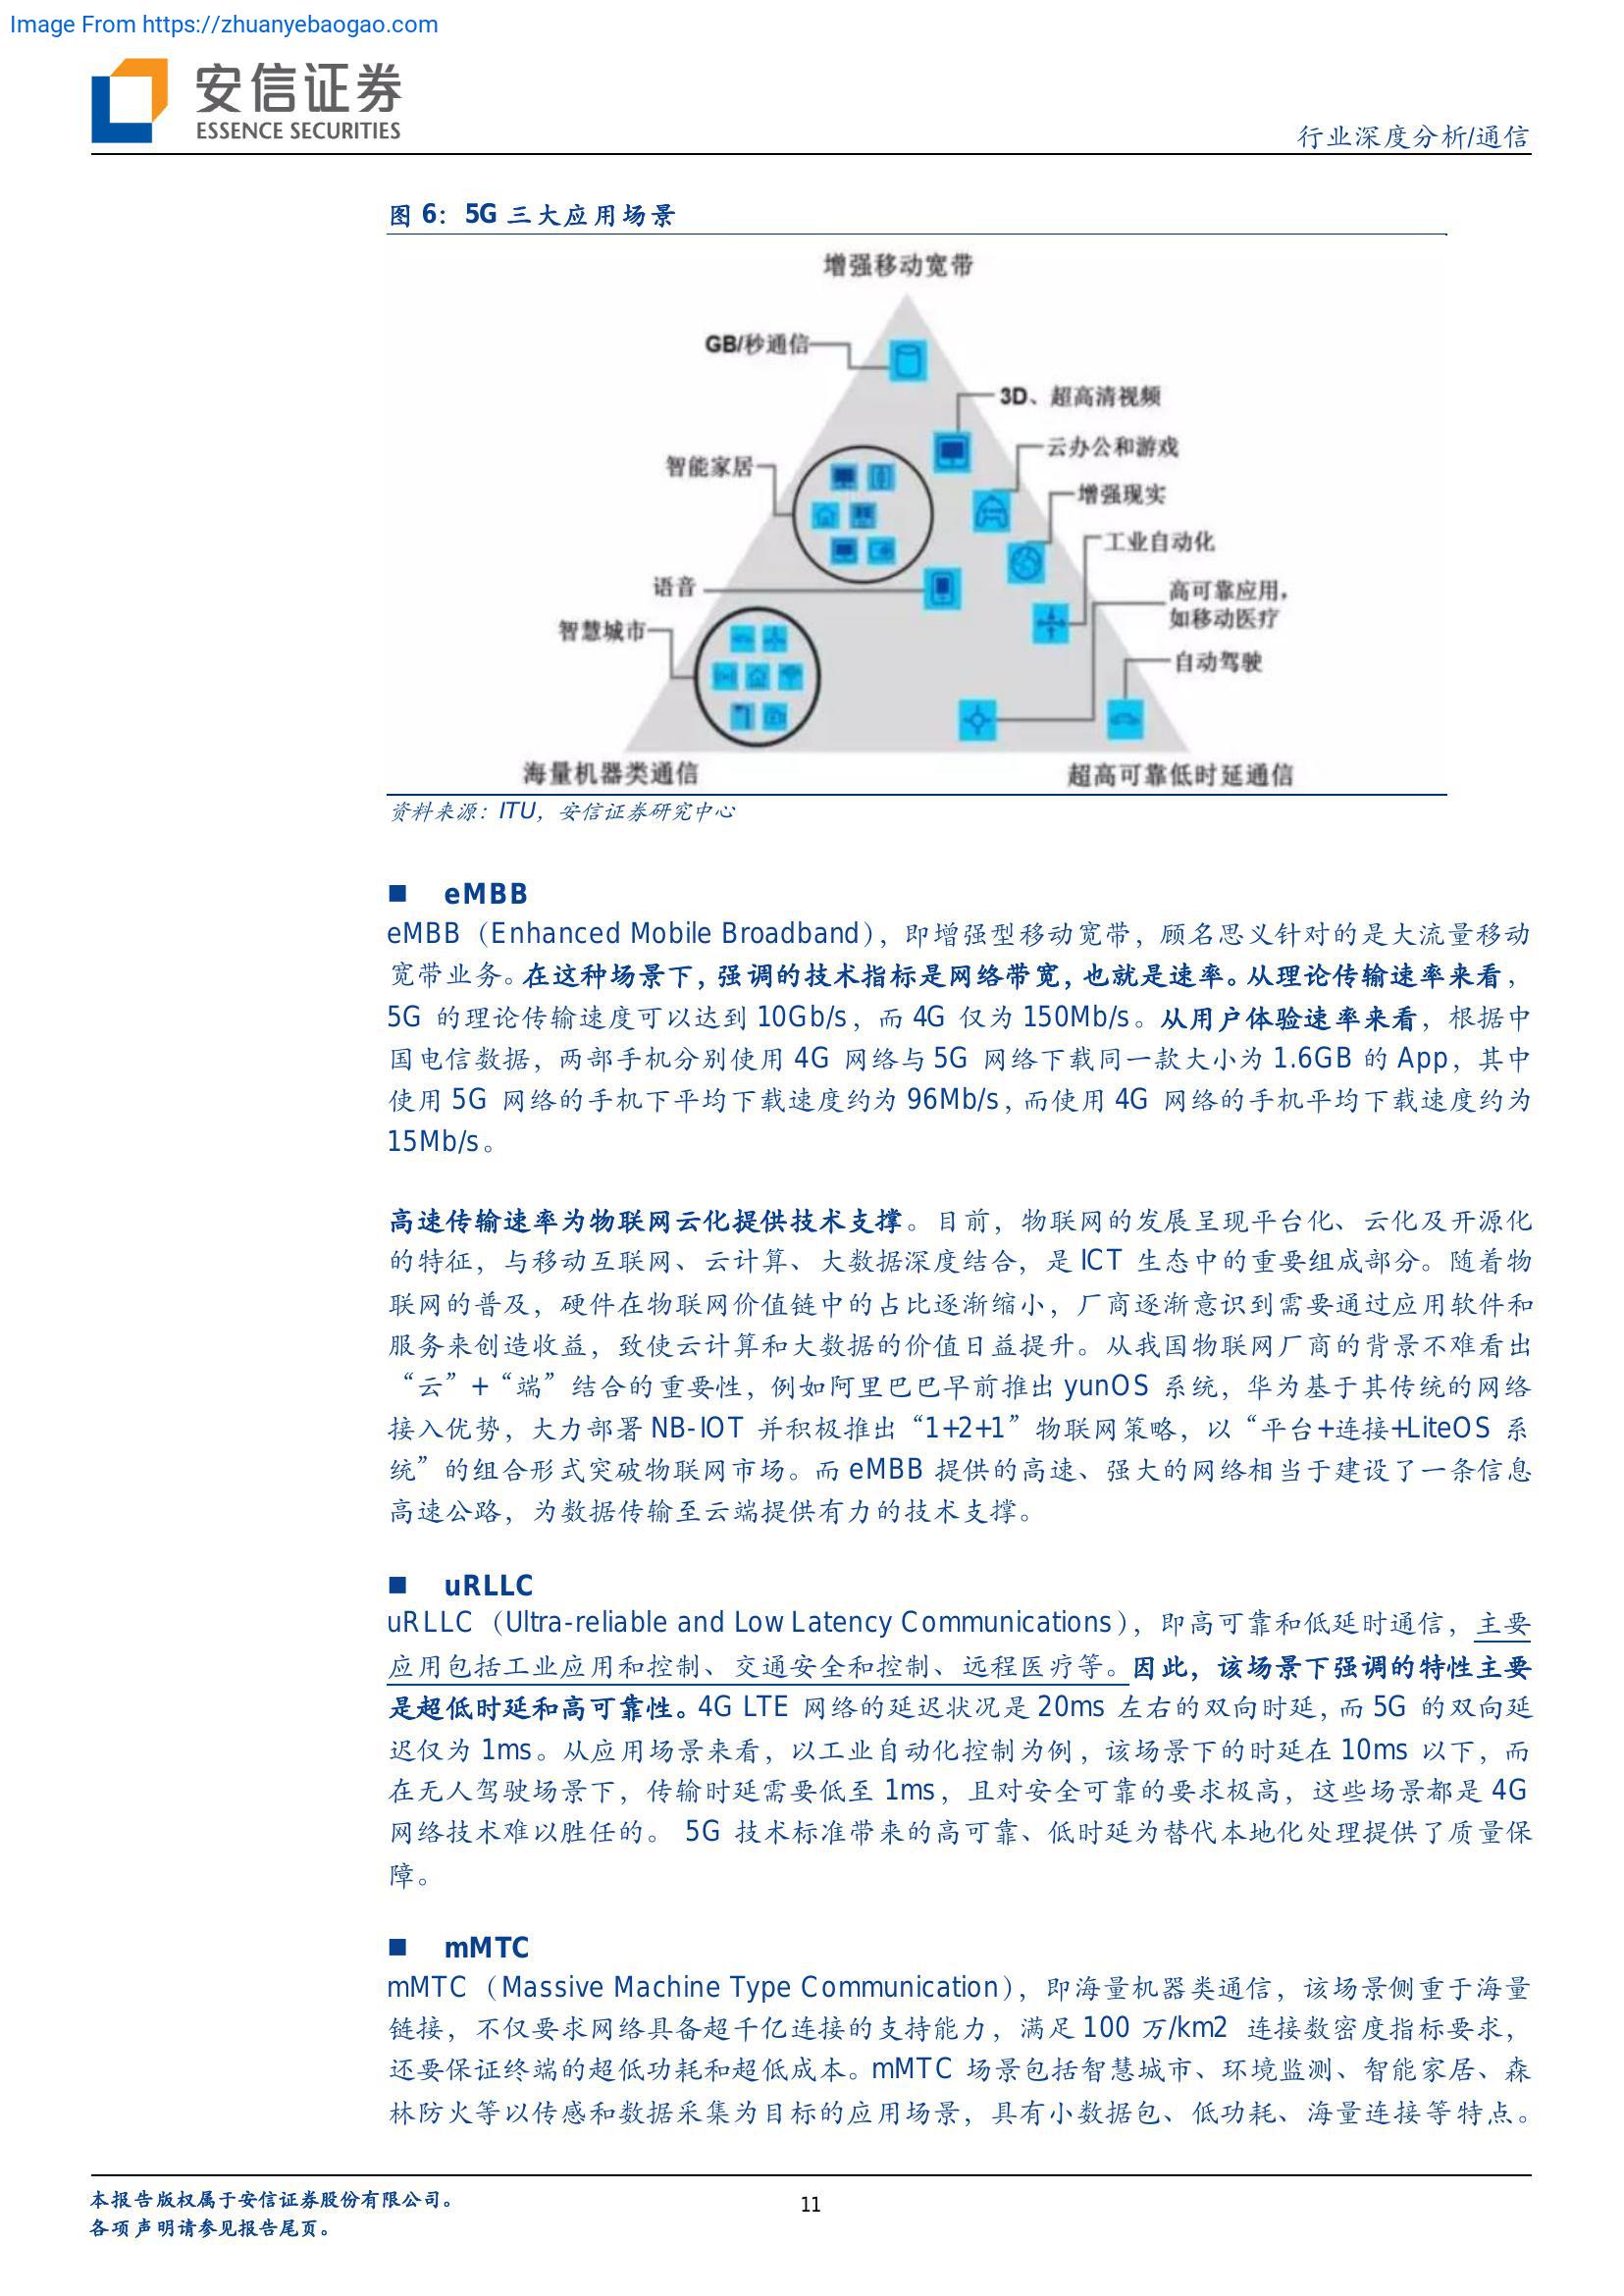 Image From https://zhuanyebaogao.com
安信证券
ESSENCE SECURITIES
行业深度分析/通信
图 6：5G 三大应用场景
增强移动宽带
GB/秒通信
3D、超高清视频
云办公和游戏
智能家居
增强现实
工业自动化
语音
高可靠应用，
如移动医疗
智慧城市
自动驾驶
海量机器类通信
超高可靠低时延通信
资料来源：ITU，安信证券研究中心
■ eMBB
eMBB（Enhanced Mobile Broadband），即增强型移动宽带，顾名思义针对的是大流量移动
宽带业务。在这种场景下，强调的技术指标是网络带宽，也就是速率。从理论传输速率来看，
5G 的理论传输速度可以达到 10Gb/s，而 4G 仅为 150Mb/s。从用户体验速率来看，根据中
国电信数据，两部手机分别使用 4G 网络与 5G 网络下载同一款大小为 1.6GB 的 App，其中
使用 5G 网络的手机下平均下载速度约为 96Mb/s，而使用 4G 网络的手机平均下载速度约为
15Mb/s。
高速传输速率为物联网云化提供技术支撑。目前，物联网的发展呈现平台化、云化及开源化
的特征，与移动互联网、云计算、大数据深度结合，是 ICT 生态中的重要组成部分。随着物
联网的普及，硬件在物联网价值链中的占比逐渐缩小，厂商逐渐意识到需要通过应用软件和
服务来创造收益，致使云计算和大数据的价值日益提升。从我国物联网厂商的背景不难看出
“云”+“端”结合的重要性，例如阿里巴巴早前推出 yunOS 系统，华为基于其传统的网络
接入优势，大力部署 NB-IOT 并积极推出“1+2+1”物联网策略，以“平台+连接+LiteOS 系
统”的组合形式突破物联网市场。而 eMBB 提供的高速、强大的网络相当于建设了一条信息
高速公路，为数据传输至云端提供有力的技术支撑。
■ uRLLC
uRLLC（Ultra-reliable and Low Latency Communications），即高可靠和低延时通信，主要
应用包括工业应用和控制、交通安全和控制、远程医疗等。因此，该场景下强调的特性主要
是超低时延和高可靠性。4G LTE 网络的延迟状况是 20ms 左右的双向时延，而 5G 的双向延
迟仅为 1ms。从应用场景来看，以工业自动化控制为例，该场景下的时延在 10ms 以下，而
在无人驾驶场景下，传输时延需要低至 1ms，且对安全可靠的要求极高，这些场景都是 4G
网络技术难以胜任的。 5G 技术标准带来的高可靠、低时延为替代本地化处理提供了质量保
障。
■ mMTC
mMTC（Massive Machine Type Communication），即海量机器类通信，该场景侧重于海量
链接，不仅要求网络具备超千亿连接的支持能力，满足 100 万/km2 连接数密度指标要求，
还要保证终端的超低功耗和超低成本。mMTC 场景包括智慧城市、环境监测、智能家居、森
林防火等以传感和数据采集为目标的应用场景，具有小数据包、低功耗、海量连接等特点。
本报告版权属于安信证券股份有限公司。
11
各项声明请参见报告尾页。